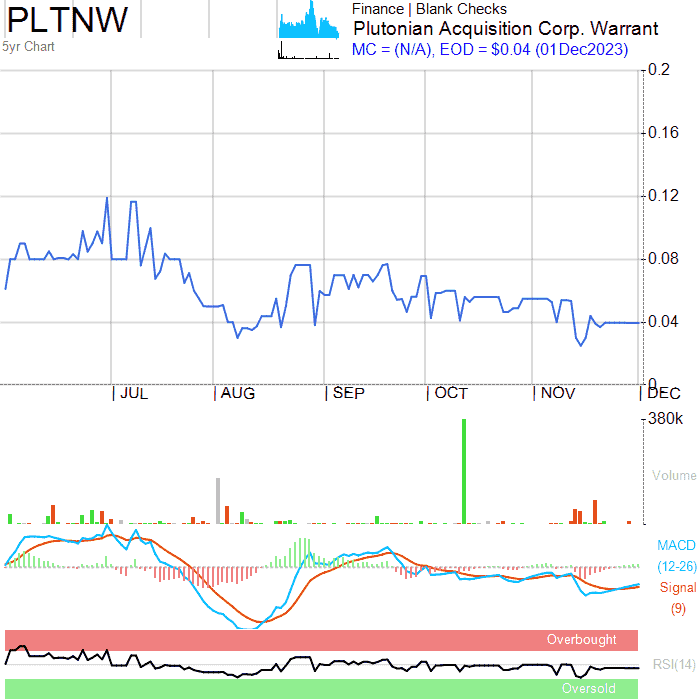 PLTNW
5yr Chart
Finance | Blank Checks
Plutonian Acquisition Corp. Warrant
MC = (N/A), EOD = $0.04 (01Dec2023)
0.2
0.16
0.12
0.08
0.04
0
JUL AUG SEP OCT NOV DEC
380k
Volume
MACD
(12-26)
Signal
(9)
Overbought
RSI(14)
Oversold